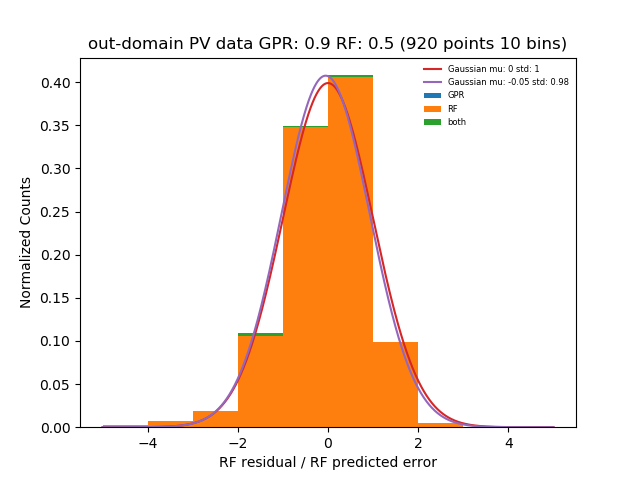 out-domain PV data GPR: 0.9 RF: 0.5 (920 points 10 bins)
Gaussian mu: 0 std: 1
Gaussian mu: -0.05 std: 0.98
GPR
RF
both
Normalized Counts
0.40
0.35
0.30
0.25
0.20
0.15
0.10
0.05
0.00
−4 −2 0 2 4
RF residual / RF predicted error